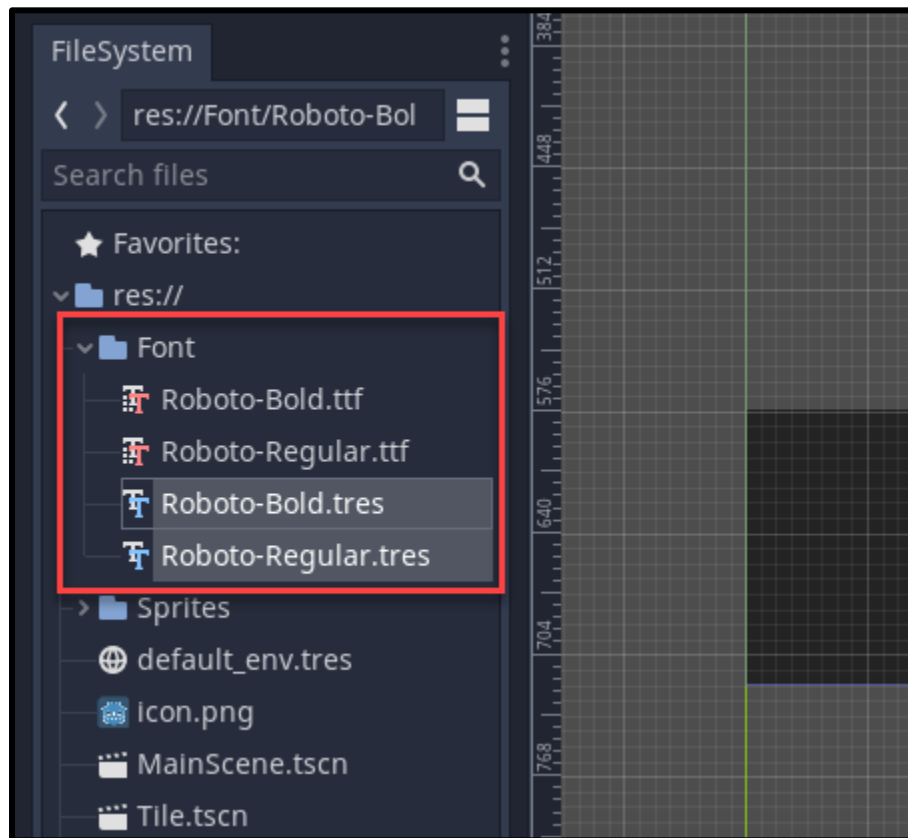 FileSystem
res://Font/Roboto-Bol
Search files
Favorites:
res://
Font
Roboto-Bold.ttf
Roboto-Regular.ttf
Roboto-Bold.tres
Roboto-Regular.tres
Sprites
default_env.tres
icon.png
MainScene.tscn
Tile.tscn
384
448
512
576
640
704
768